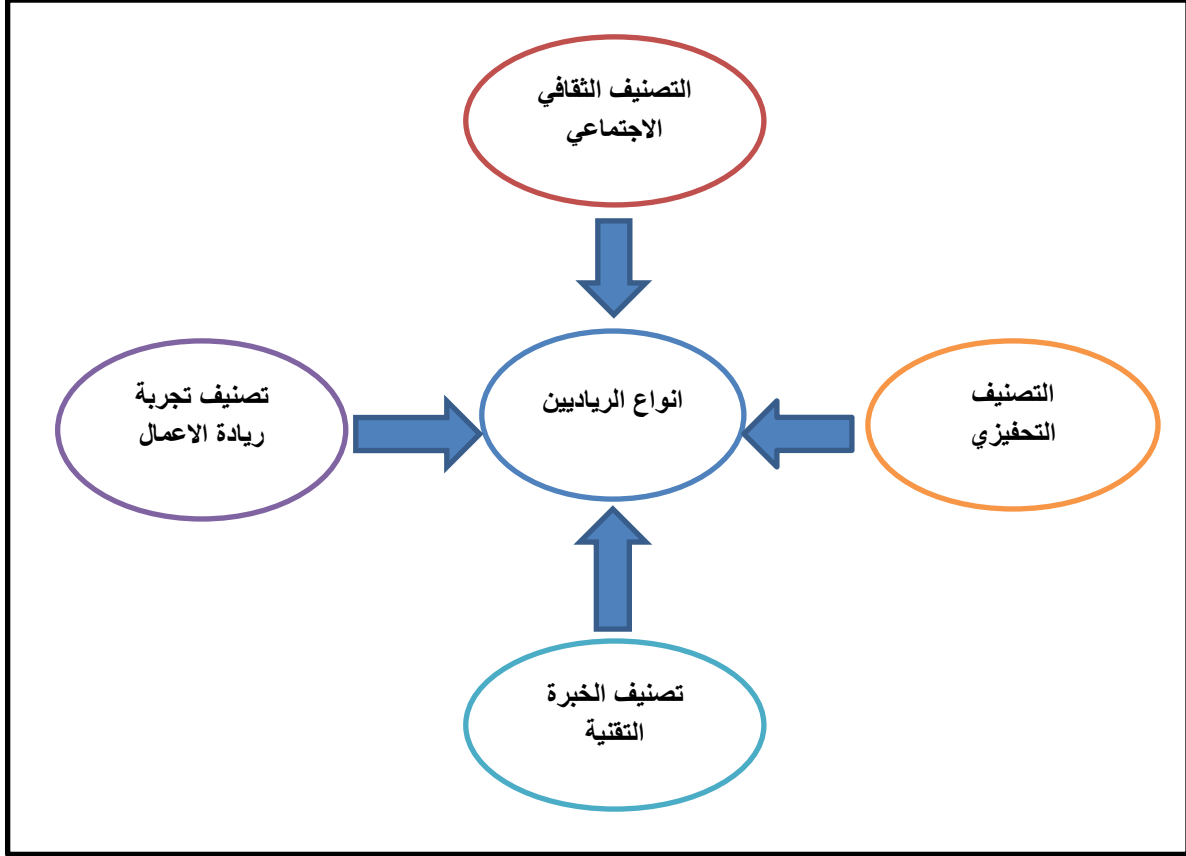 التصنيف الثقافي
الاجتماعي
انواع الرياديين
التصنيف
التحفيزي
تصنيف تجربة
ريادة الاعمال
تصنيف الخبرة
التقنية